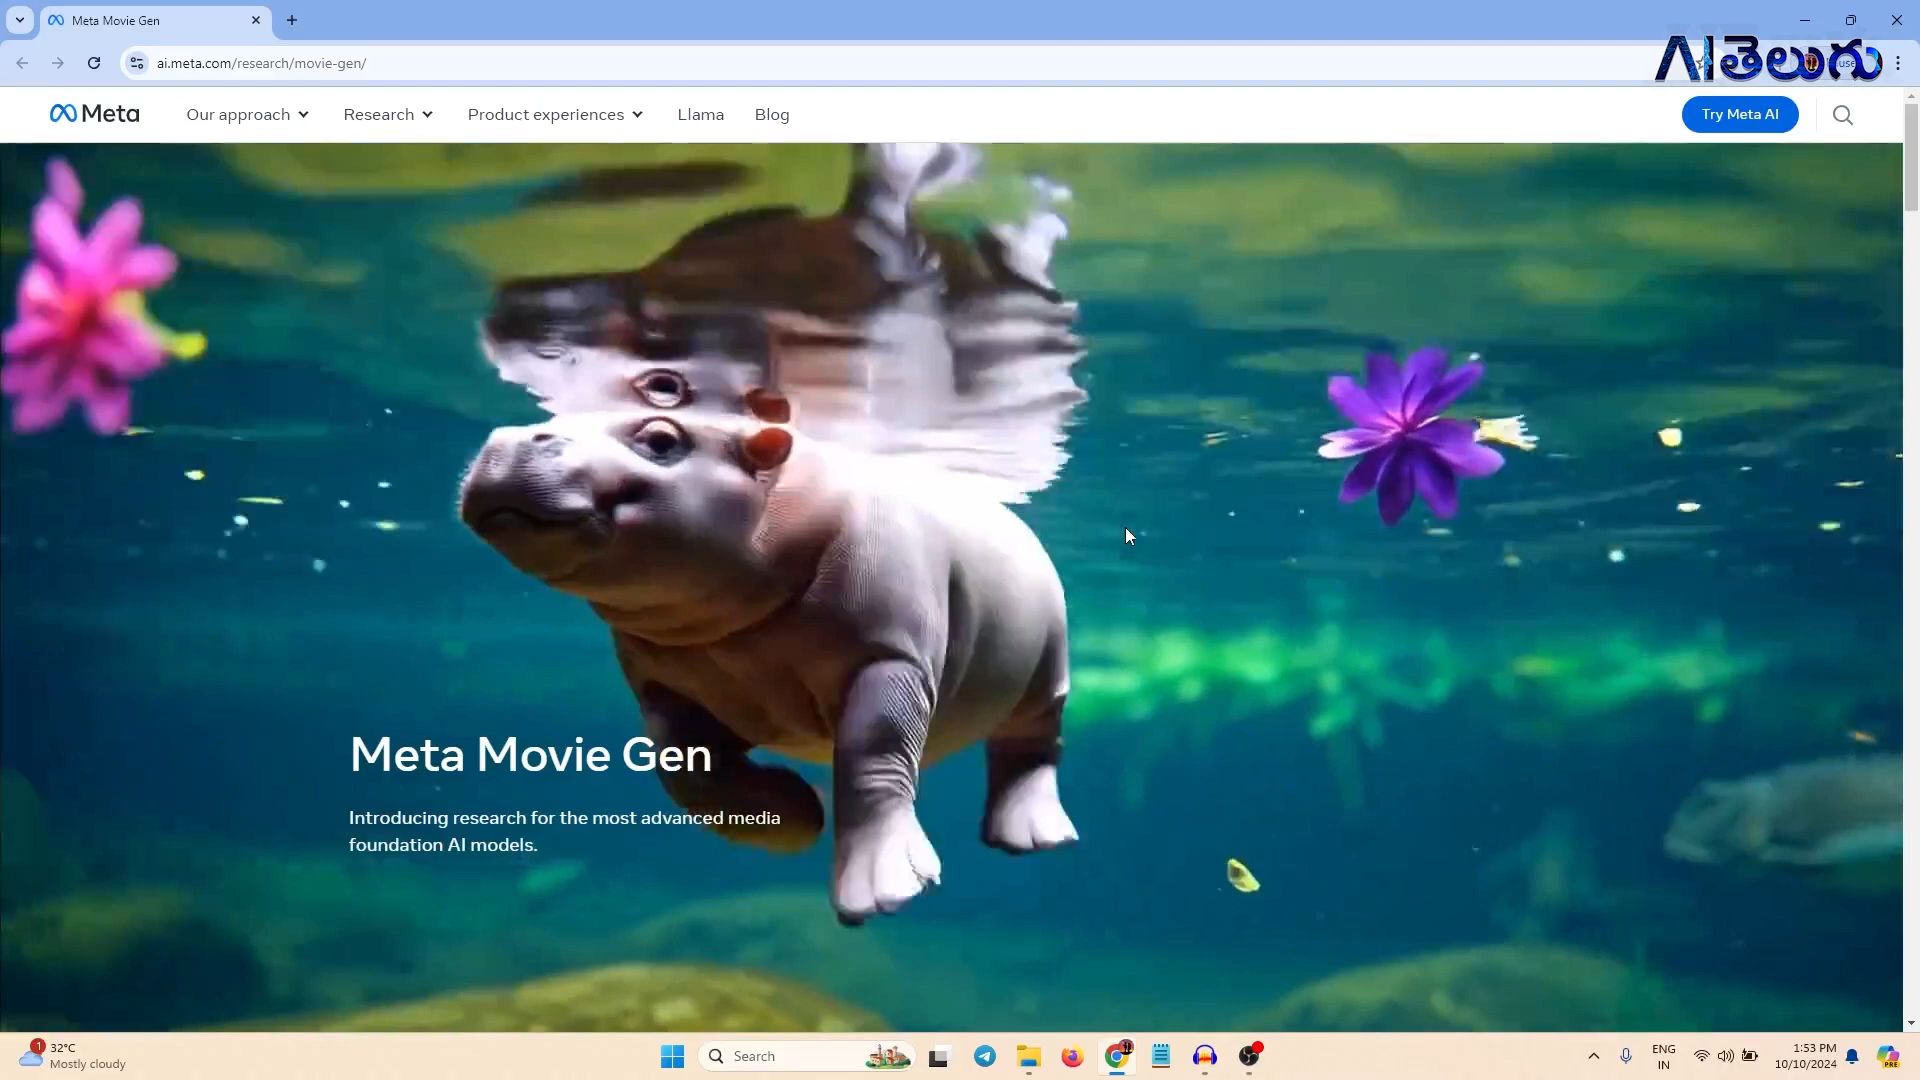 Meta Movie Gen
ai.meta.com/research/movie-gen/
AI తెలుగు
Meta
Our approach
Research
Product experiences
Llama
Blog
Try Meta AI
Meta Movie Gen
Introducing research for the most advanced media
foundation AI models.
1
32°C
Mostly cloudy
Search
ENG
IN
1:53 PM
10/10/2024
PRE